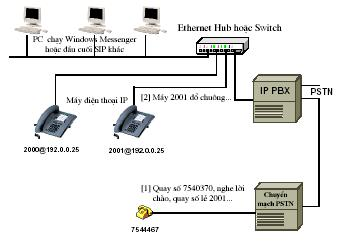 Ethernet Hub hoặc Switch
PC chạy Windows Messenger
hoặc đầu cuối SIP khác
Máy điện thoại IP
[2] Máy 2001 đổ chuông...
IP PBX
PSTN
2000@192.0.0.25
2001@192.0.0.25
[1] Quay số 7540370, nghe lời
chào, quay số lẻ 2001...
Chuyển
mạch PSTN
7544467